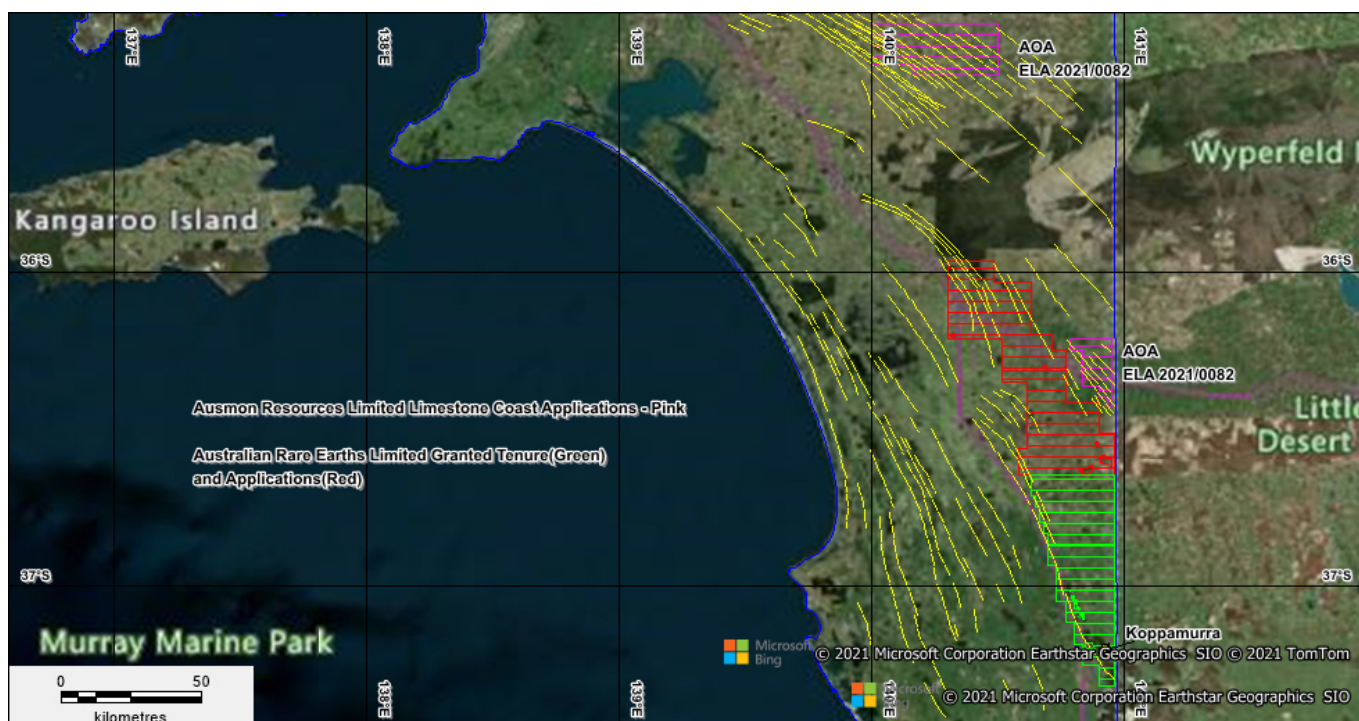 137°E
138°E
139°E
140°E
141°E
AOA
ELA 2021/0082
Wyperfeld
Kangaroo Island
36°S
36°S
AOA
ELA 2021/0082
Ausmon Resources Limited Limestone Coast Applications - Pink
Little
Desert
Australian Rare Earths Limited Granted Tenure(Green)
and Applications(Red)
37°S
37°S
Koppamurra
Murray Marine Park
Microsoft
Bing
© 2021 Microsoft Corporation Earthstar Geographics SIO © 2021 TomTom
© 2021 Microsoft Corporation Earthstar Geographics SIO
0 50
kilometres
138°E
139°E